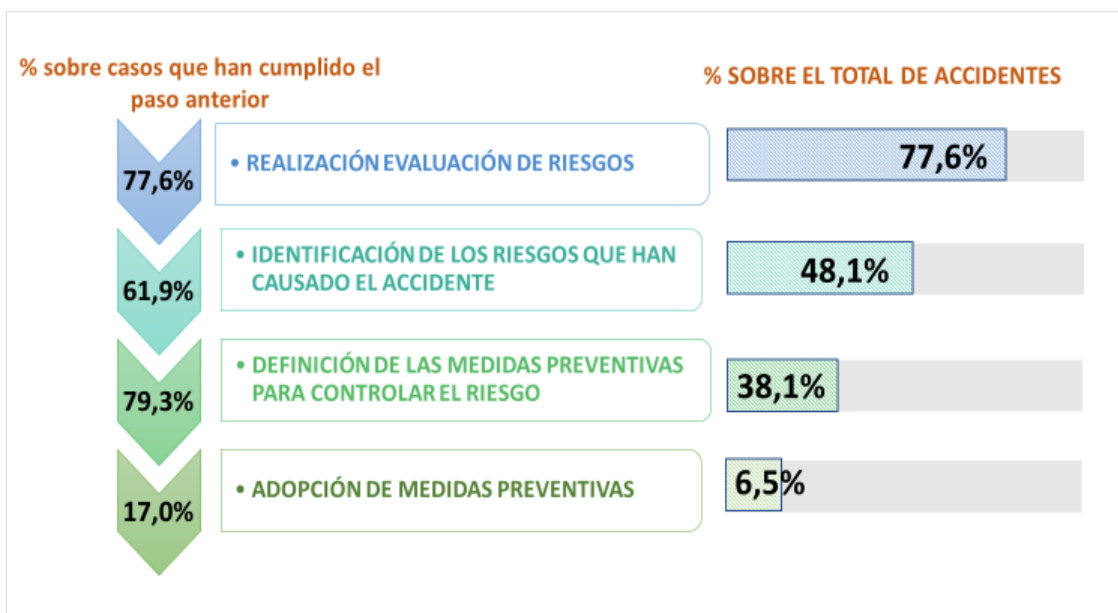 % sobre casos que han cumplido el
paso anterior
% SOBRE EL TOTAL DE ACCIDENTES
77,6%
• REALIZACIÓN EVALUACIÓN DE RIESGOS
77,6%
61,9%
• IDENTIFICACIÓN DE LOS RIESGOS QUE HAN
CAUSADO EL ACCIDENTE
48,1%
79,3%
• DEFINICIÓN DE LAS MEDIDAS PREVENTIVAS
PARA CONTROLAR EL RIESGO
38,1%
17,0%
• ADOPCIÓN DE MEDIDAS PREVENTIVAS
6,5%